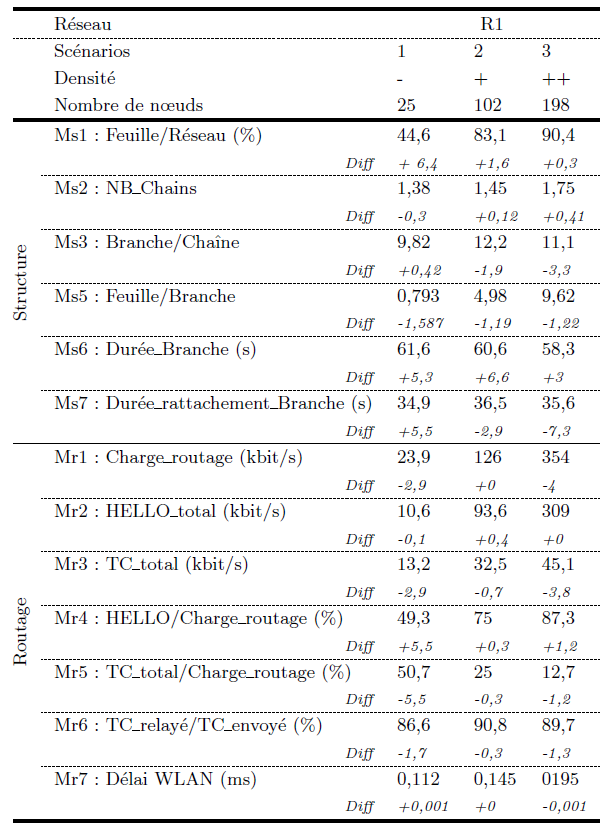 Réseau R1
Scénarios 1 2 3
Densité - + ++
Nombre de nœuds 25 102 198
Structure
Ms1 : Feuille/Réseau (%) 44,6 83,1 90,4
Diff + 6,4 +1,6 +0,3
Ms2 : NB_Chains 1,38 1,45 1,75
Diff -0,3 +0,12 +0,41
Ms3 : Branche/Chaîne 9,82 12,2 11,1
Diff +0,42 -1,9 -3,3
Ms5 : Feuille/Branche 0,793 4,98 9,62
Diff -1,587 -1,19 -1,22
Ms6 : Durée_Branche (s) 61,6 60,6 58,3
Diff +5,3 +6,6 +3
Ms7 : Durée_rattachement_Branche (s) 34,9 36,5 35,6
Diff +5,5 -2,9 -7,3
Routage
Mr1 : Charge_routage (kbit/s) 23,9 126 354
Diff -2,9 +0 -4
Mr2 : HELLO_total (kbit/s) 10,6 93,6 309
Diff -0,1 +0,4 +0
Mr3 : TC_total (kbit/s) 13,2 32,5 45,1
Diff -2,9 -0,7 -3,8
Mr4 : HELLO/Charge_routage (%) 49,3 75 87,3
Diff +5,5 +0,3 +1,2
Mr5 : TC_total/Charge_routage (%) 50,7 25 12,7
Diff -5,5 -0,3 -1,2
Mr6 : TC_relayé/TC_envoyé (%) 86,6 90,8 89,7
Diff -1,7 -0,3 -1,3
Mr7 : Délai WLAN (ms) 0,112 0,145 0195
Diff +0,001 +0 -0,001